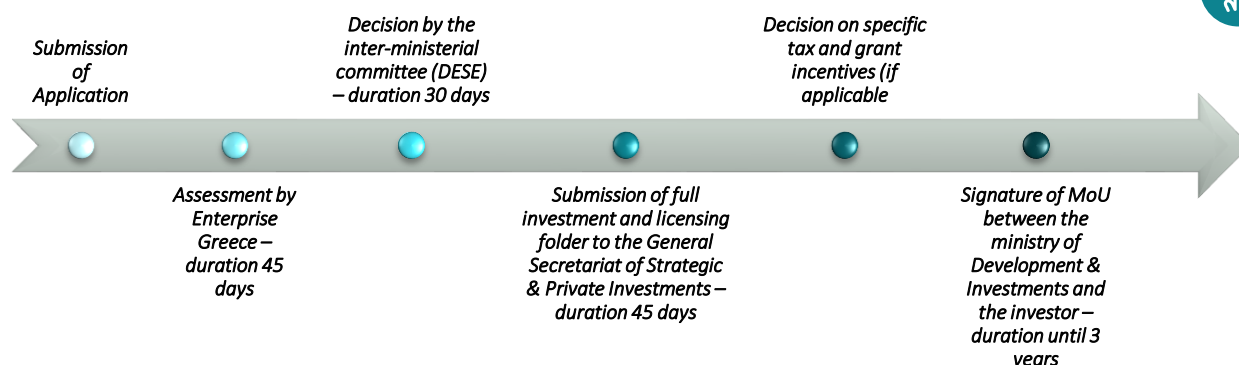 Submission
of
Application
Assessment by
Enterprise
Greece –
duration 45
days
Decision by the
inter-ministerial
committee (DESE)
– duration 30 days
Submission of full
investment and licensing
folder to the General
Secretariat of Strategic
& Private Investments –
duration 45 days
Decision on specific
tax and grant
incentives (if
applicable
Signature of MoU
between the
ministry of
Development &
Investments and
the investor –
duration until 3
years